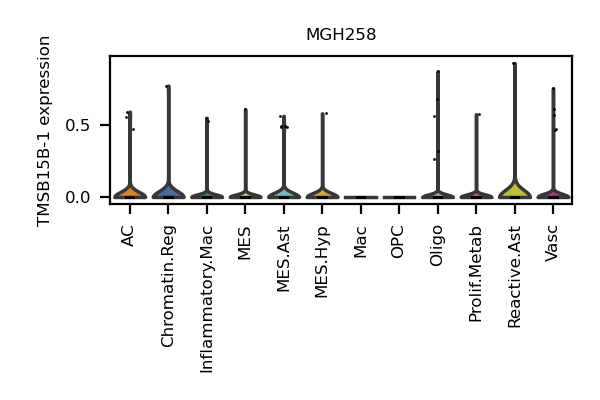 MGH258
TMSB15B-1 expression
0.5
0.0
AC
Chromatin.Reg
Inflammatory.Mac
MES
MES.Ast
MES.Hyp
Mac
OPC
Oligo
Prolif.Metab
Reactive.Ast
Vasc